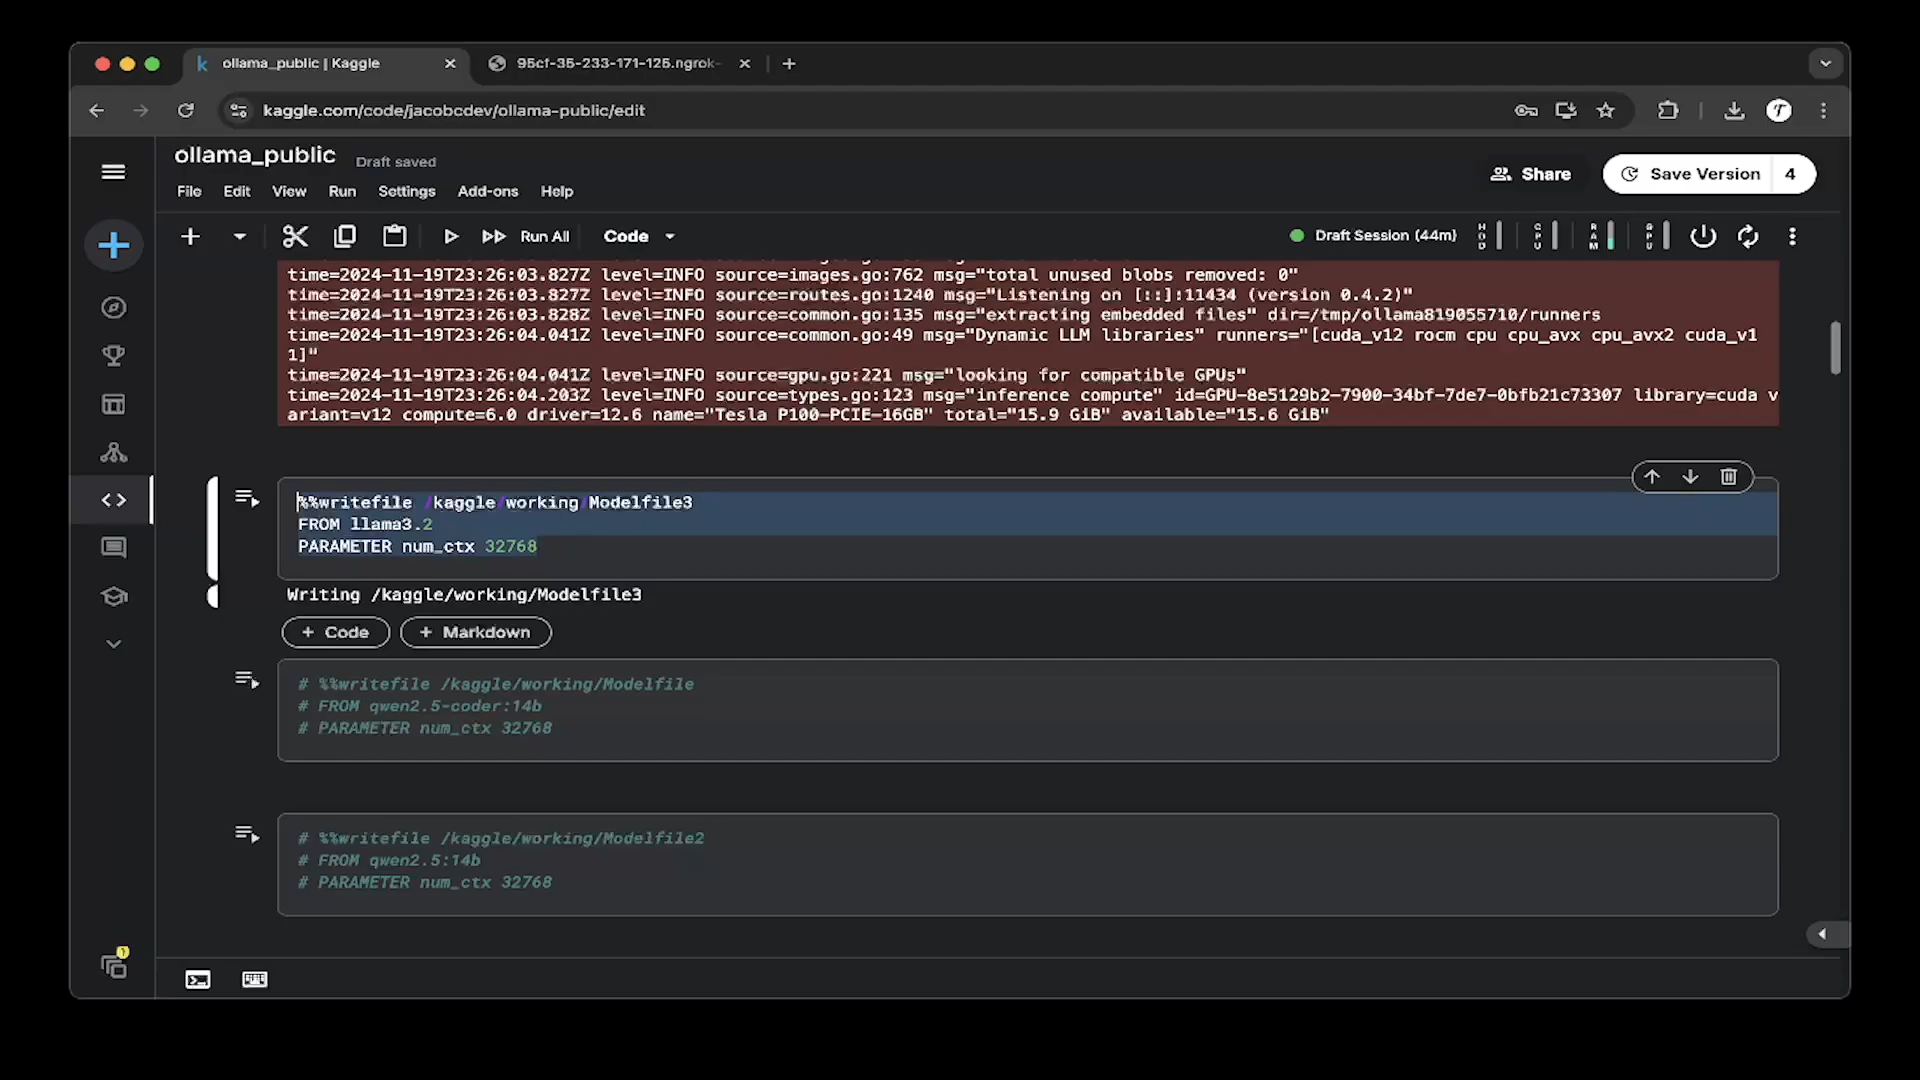 ollama_public | Kaggle
95cf-35-233-171-125.ngrok-
kaggle.com/code/jacobcdev/ollama-public/edit
ollama_public Draft saved
Share
Save Version 4
File Edit View Run Settings Add-ons Help
Run All Code
Draft Session (44m) HDD CPU RAM GPU
time=2024-11-19T23:26:03.827Z level=INFO source=images.go:762 msg="total unused blobs removed: 0"
time=2024-11-19T23:26:03.827Z level=INFO source=routes.go:1240 msg="Listening on [::]:11434 (version 0.4.2)"
time=2024-11-19T23:26:03.828Z level=INFO source=common.go:135 msg="extracting embedded files" dir=/tmp/ollama819055710/runners
time=2024-11-19T23:26:04.041Z level=INFO source=common.go:49 msg="Dynamic LLM libraries" runners="[cuda_v12 rocm cpu cpu_avx cpu_avx2 cuda_v1
1]"
time=2024-11-19T23:26:04.041Z level=INFO source=gpu.go:221 msg="looking for compatible GPUs"
time=2024-11-19T23:26:04.203Z level=INFO source=types.go:123 msg="inference compute" id=GPU-8e5129b2-7900-34bf-7de7-0bfb21c73307 library=cuda v
ariant=v12 compute=6.0 driver=12.6 name="Tesla P100-PCIE-16GB" total="15.9 GiB" available="15.6 GiB"
%%writefile /kaggle/working/Modelfile3
FROM llama3.2
PARAMETER num_ctx 32768
Writing /kaggle/working/Modelfile3
+ Code + Markdown
# %%writefile /kaggle/working/Modelfile
# FROM qwen2.5-coder:14b
# PARAMETER num_ctx 32768
# %%writefile /kaggle/working/Modelfile2
# FROM qwen2.5:14b
# PARAMETER num_ctx 32768